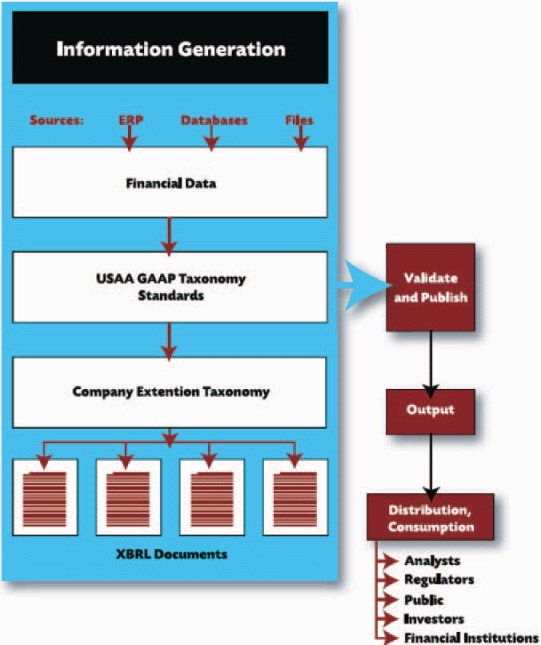 Information Generation
Sources: ERP Databases Files
Financial Data
USAA GAAP Taxonomy
Standards
Company Extention Taxonomy
XBRL Documents
Validate
and Publish
Output
Distribution,
Consumption
Analysts
Regulators
Public
Investors
Financial Institutions